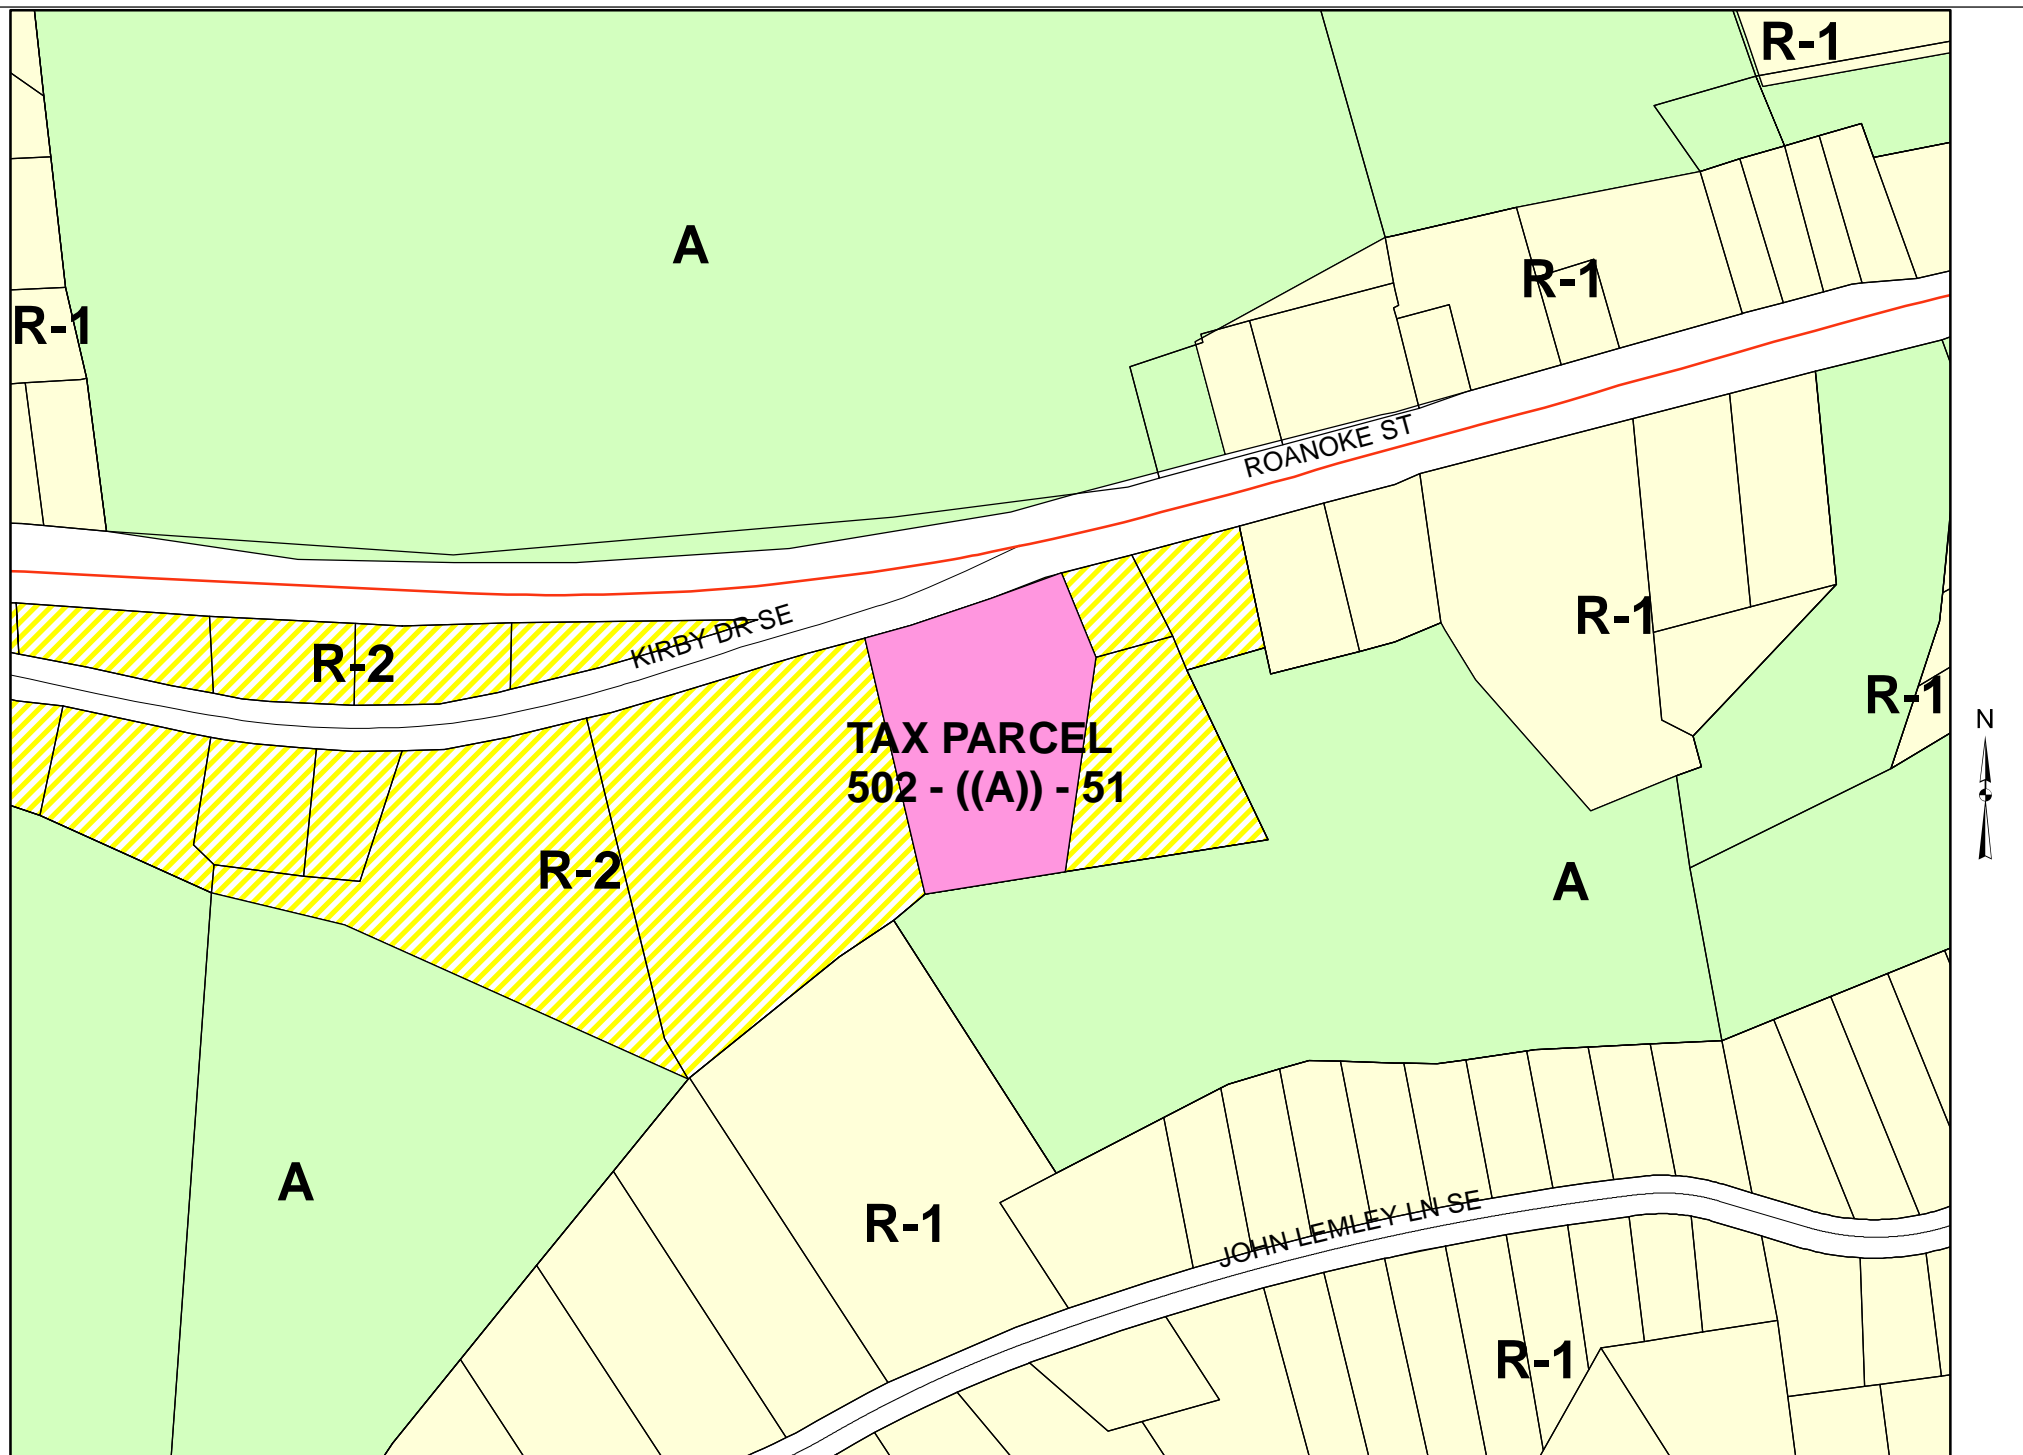 R-1
A
R-1
R-1
ROANOKE ST
KIRBY DR SE
R-2
R-1
R-1
N
TAX PARCEL
502 - ((A)) - 51
R-2
A
A
R-1
JOHN LEMLEY LN SE
R-1